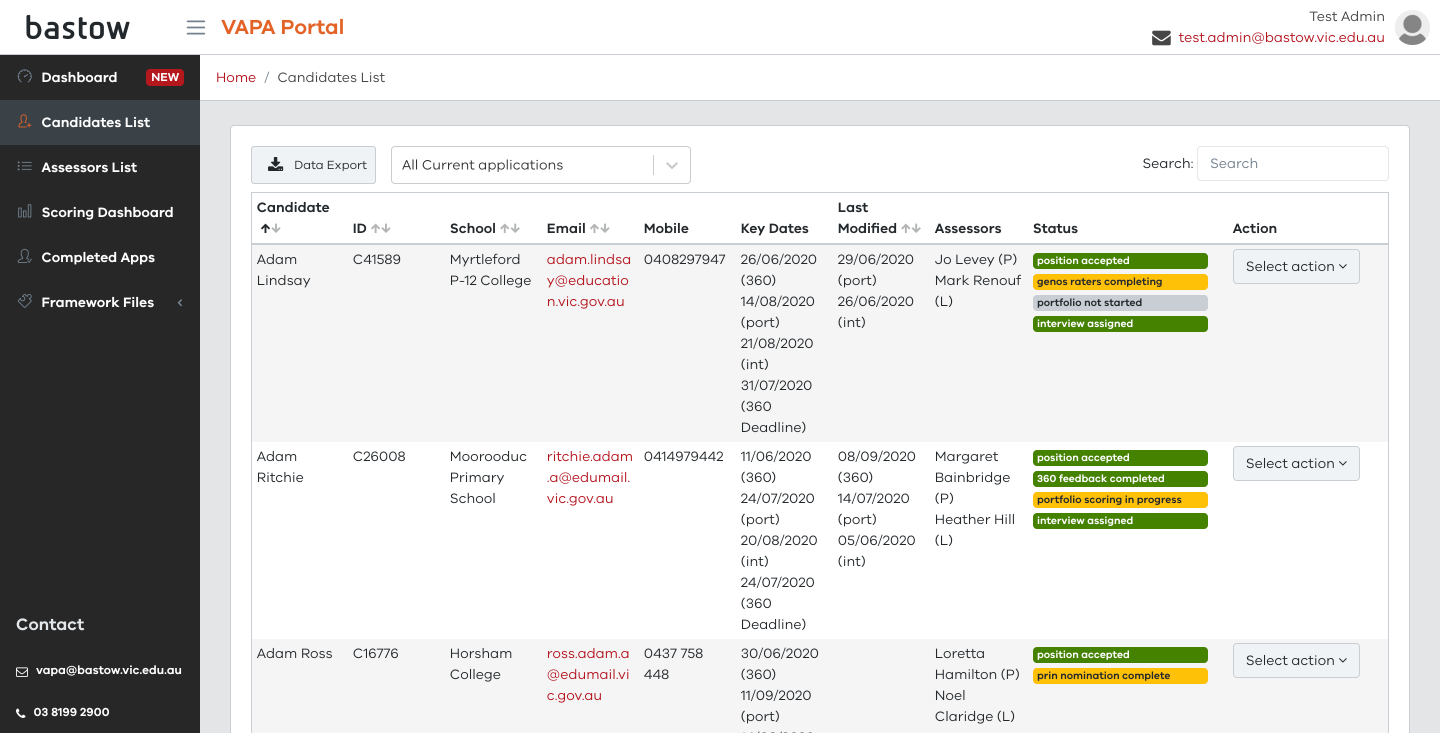 bastow
VAPA Portal
Test Admin
test.admin@bastow.vic.edu.au
Dashboard NEW
Candidates List
Assessors List
Scoring Dashboard
Completed Apps
Framework Files
Contact
vapa@bastow.vic.edu.au
03 8199 2900
Home / Candidates List
Data Export
All Current applications
Search: Search
Candidate
ID
School
Email
Mobile
Key Dates
Last
Modified
Assessors
Status
Action
Adam
Lindsay
C41589
Myrtleford
P-12 College
adam.lindsa
y@educatio
n.vic.gov.au
0408297947
26/06/2020
(360)
14/08/2020
(port)
21/08/2020
(int)
31/07/2020
(360
Deadline)
29/06/2020
(port)
26/06/2020
(int)
Jo Levey (P)
Mark Renouf
(L)
position accepted
genos raters completing
portfolio not started
interview assigned
Select action
Adam
Ritchie
C26008
Moorooduc
Primary
School
ritchie.adam
.a@edumail.
vic.gov.au
0414979442
11/06/2020
(360)
24/07/2020
(port)
20/08/2020
(int)
24/07/2020
(360
Deadline)
08/09/2020
(360)
14/07/2020
(port)
05/06/2020
(int)
Margaret
Bainbridge
(P)
Heather Hill
(L)
position accepted
360 feedback completed
portfolio scoring in progress
interview assigned
Select action
Adam Ross
C16776
Horsham
College
ross.adam.a
@edumail.vi
c.gov.au
0437 758
448
30/06/2020
(360)
11/09/2020
(port)
Loretta
Hamilton (P)
Noel
Claridge (L)
position accepted
prin nomination complete
Select action